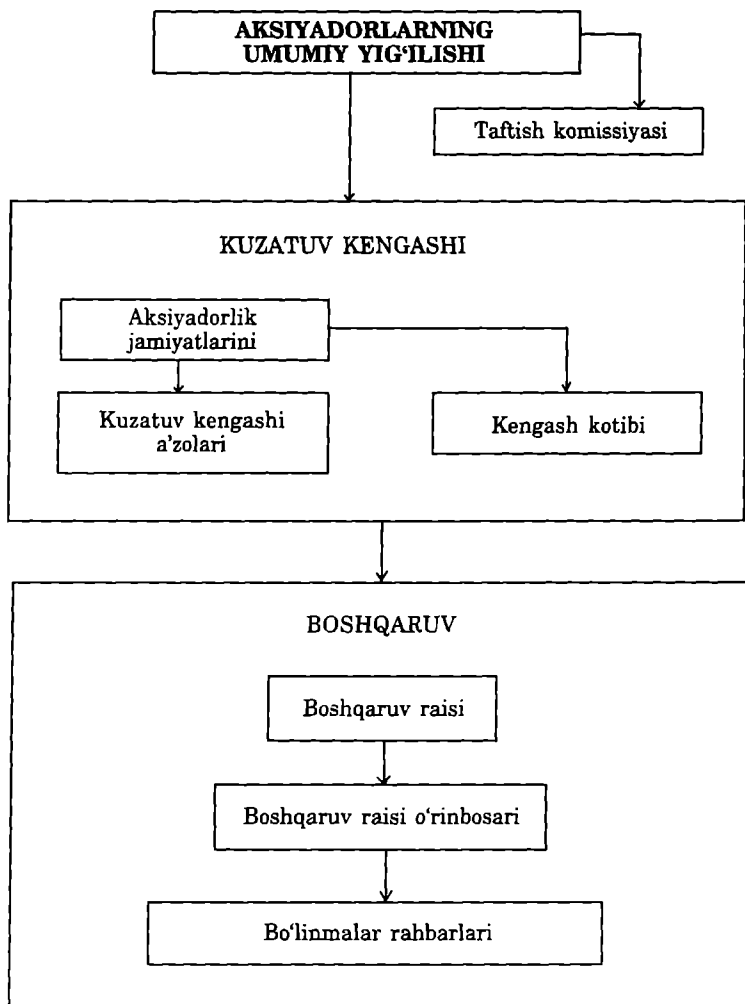 AKSIYADORLARNING
UMUMIY YIG‘ILISHI
Taftish komissiyasi
KUZATUV KENGASHI
Aksiyadorlik
jamiyatlarini
Kuzatuv kengashi
a’zolari
Kengash kotibi
BOSHQARUV
Boshqaruv raisi
Boshqaruv raisi o‘rinbosari
Bo‘linmalar rahbarlari